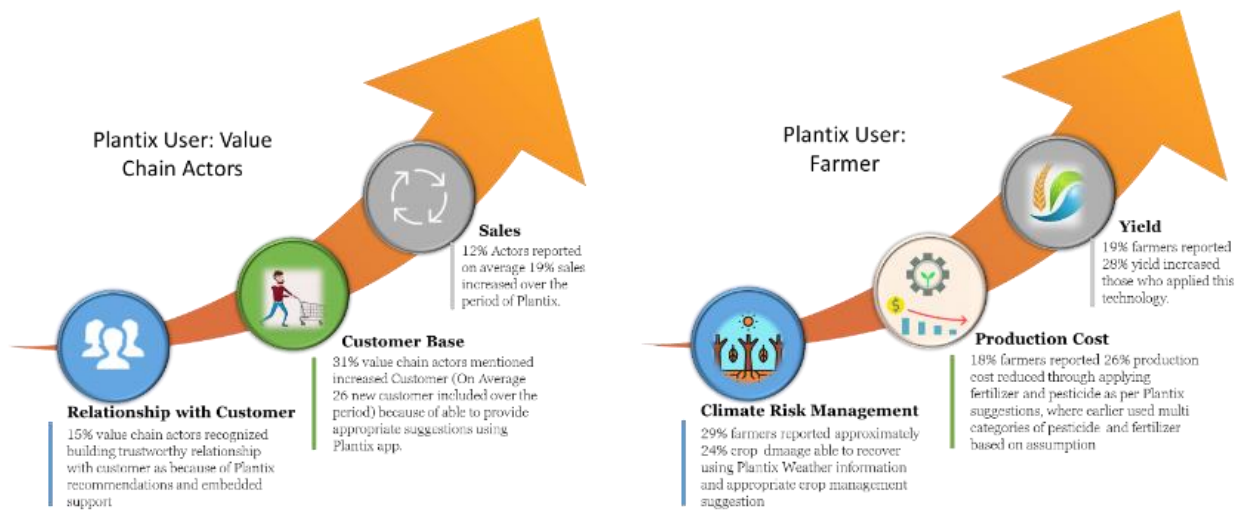 Plantix User: Value
Chain Actors
Sales
12% Actors reported
on average 19% sales
increased over the
period of Plantix.
Customer Base
31% value chain actors mentioned
increased Customer (On Average
26 new customer included over the
period) because of able to provide
appropriate suggestions using
Plantix app.
Relationship with Customer
15% value chain actors recognized
building trustworthy relationship
with customer as because of Plantix
recommendations and embedded
support
Plantix User:
Farmer
Yield
19% farmers reported
28% yield increased
those who applied this
technology.
$
Production Cost
18% farmers reported 26% production
cost reduced through applying
fertilizer and pesticide as per Plantix
suggestions, where earlier used multi
categories of pesticide and fertilizer
based on assumption
Climate Risk Management
29% farmers reported approximately
24% crop dmaage able to recover
using Plantix Weather information
and appropriate crop management
suggestion